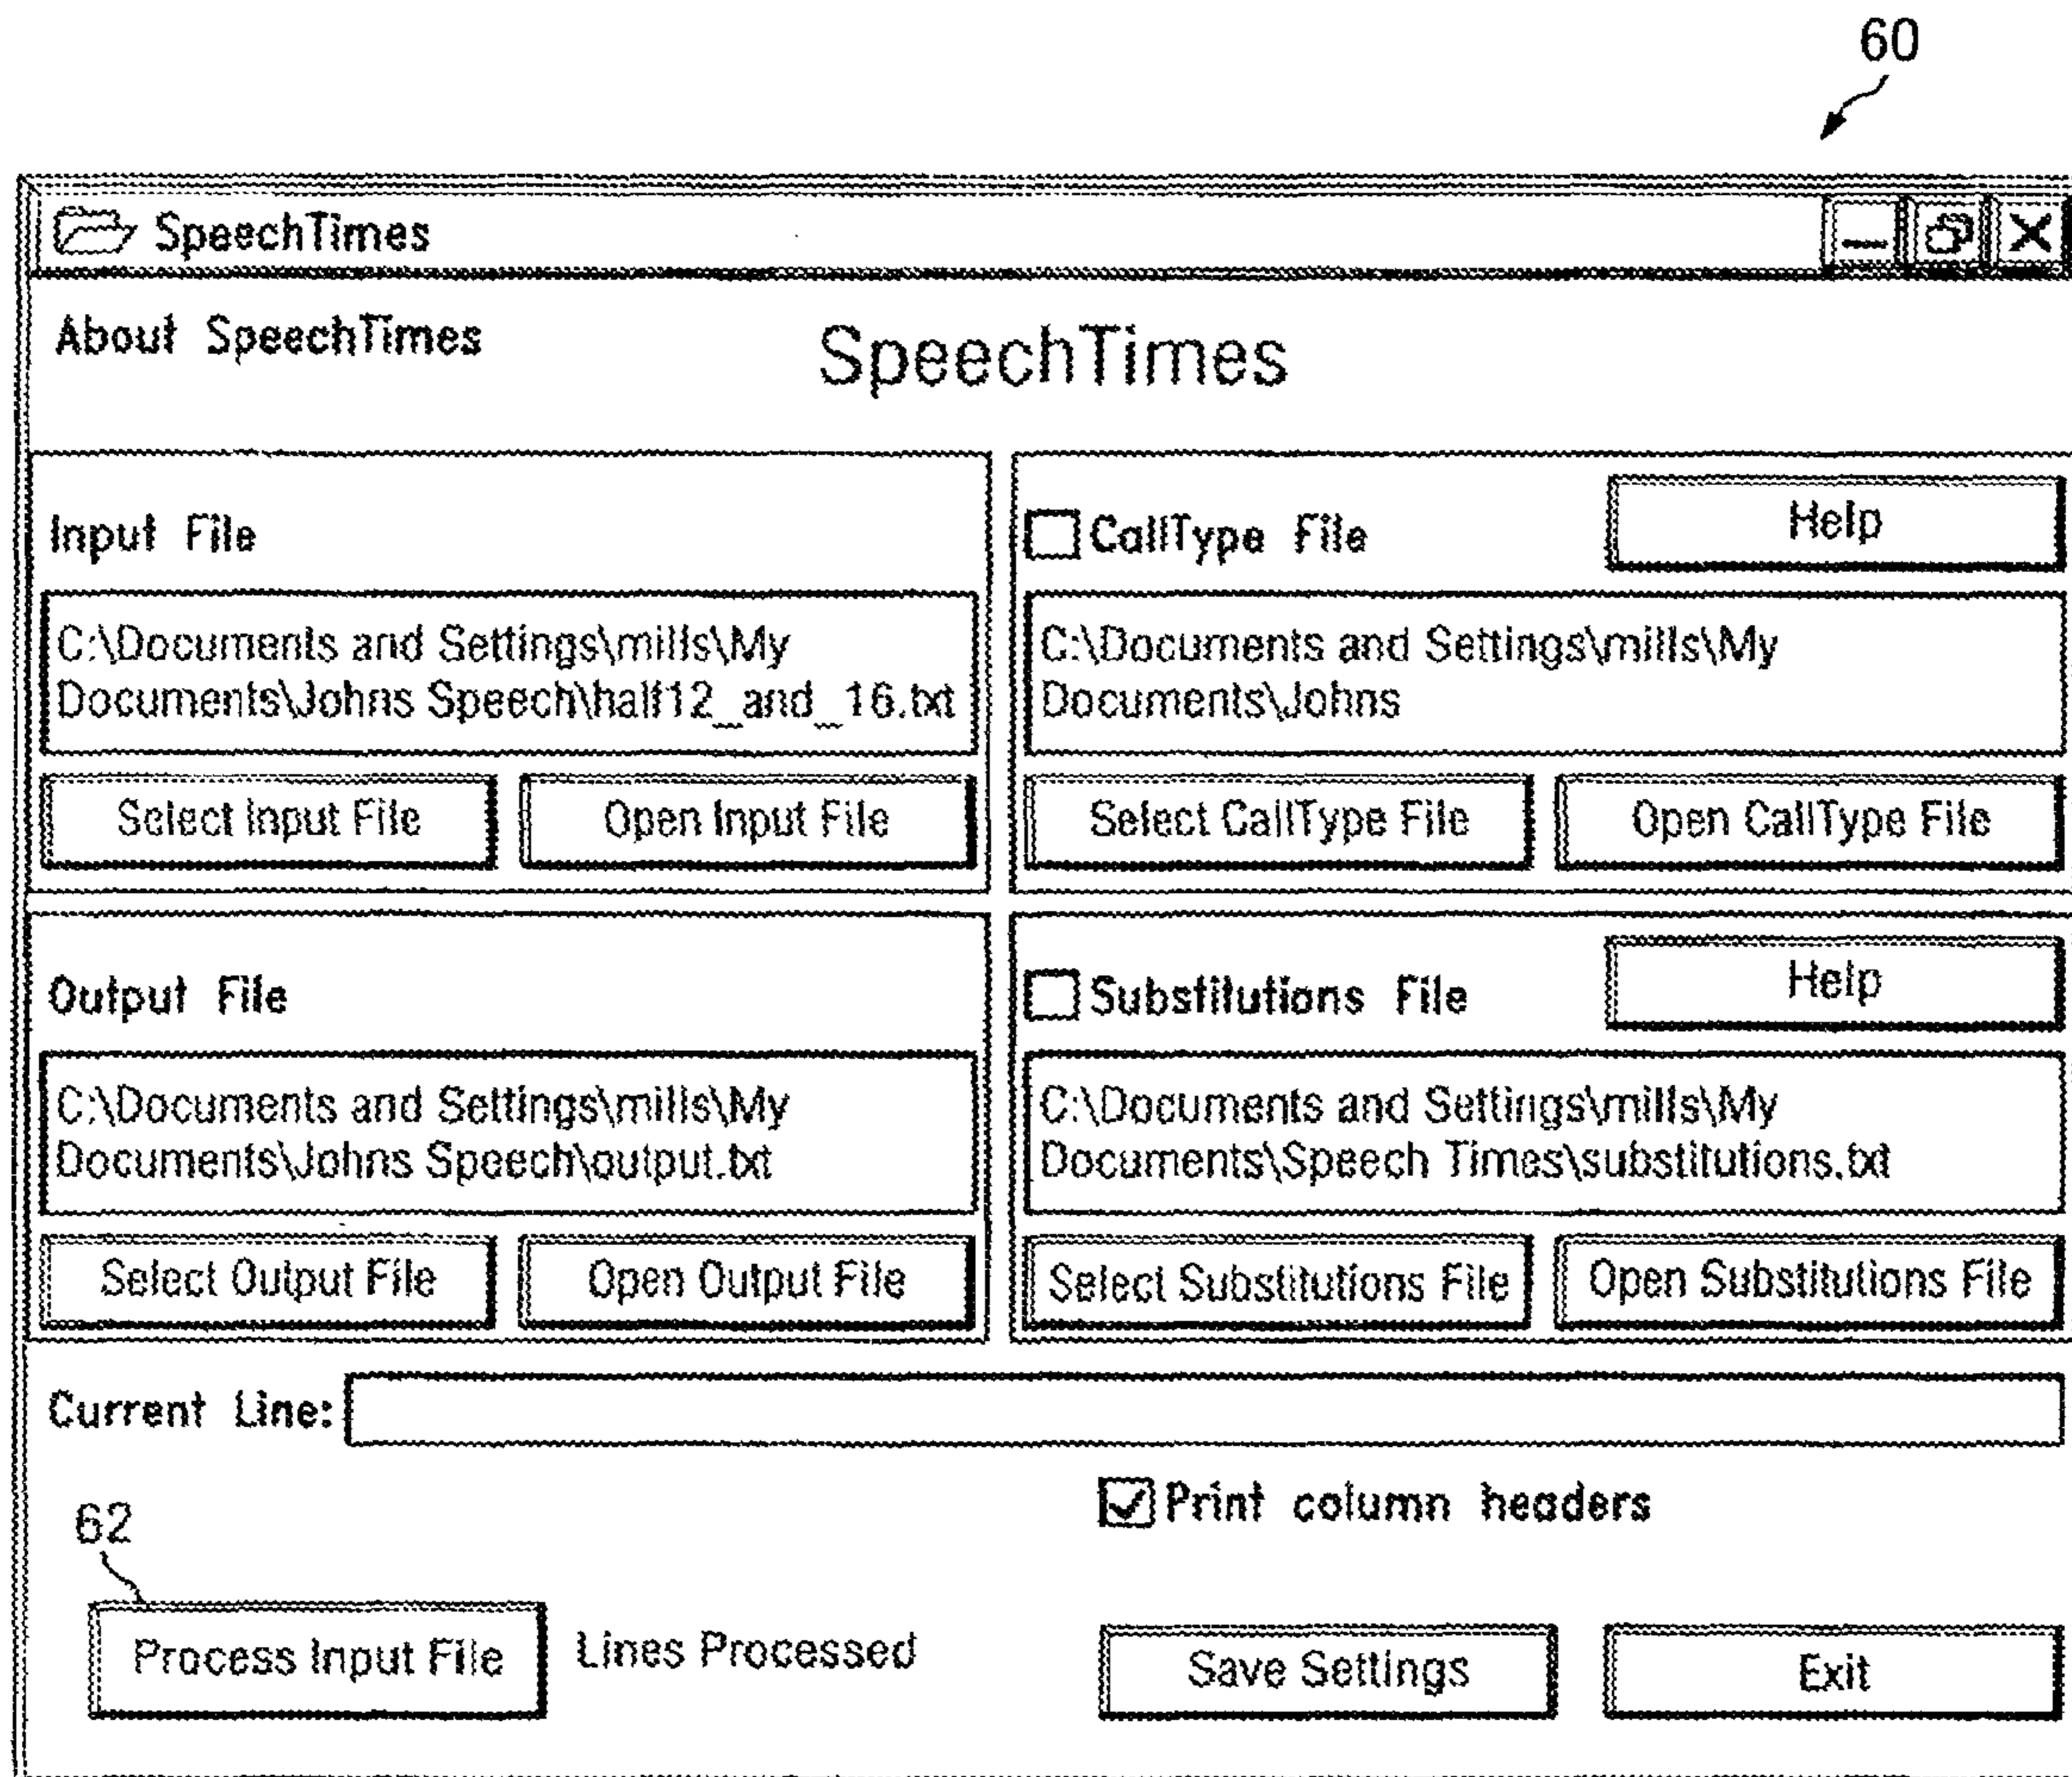 60
SpeechTimes
About SpeechTimes
SpeechTimes
Input File
C:\Documents and Settings\mills\My
Documents\Johns Speech\half12_and_16.txt
Select Input File
Open Input File
CallType File
Help
C:\Documents and Settings\mills\My
Documents\Johns
Select CallType File
Open CallType File
Output File
C:\Documents and Settings\mills\My
Documents\Johns Speech\output.txt
Select Output File
Open Output File
Substitutions File
Help
C:\Documents and Settings\mills\My
Documents\Speech Times\substitutions.txt
Select Substitutions File
Open Substitutions File
Current Line:
Print column headers
62
Process Input File
Lines Processed
Save Settings
Exit